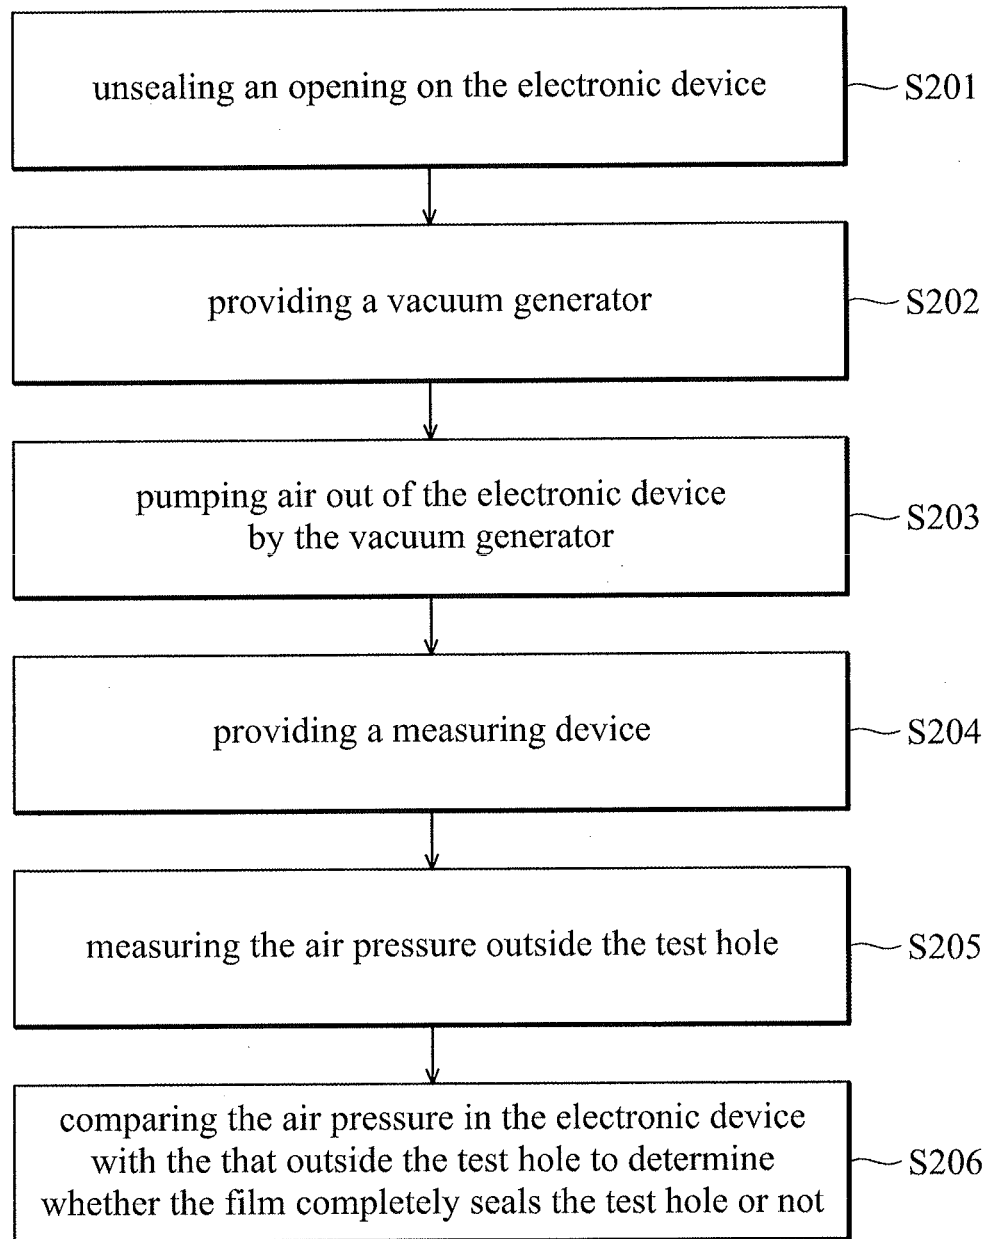 unsealing an opening on the electronic device
S201
providing a vacuum generator
S202
pumping air out of the electronic device
by the vacuum generator
S203
providing a measuring device
S204
measuring the air pressure outside the test hole
S205
comparing the air pressure in the electronic device
with the that outside the test hole to determine
whether the film completely seals the test hole or not
S206